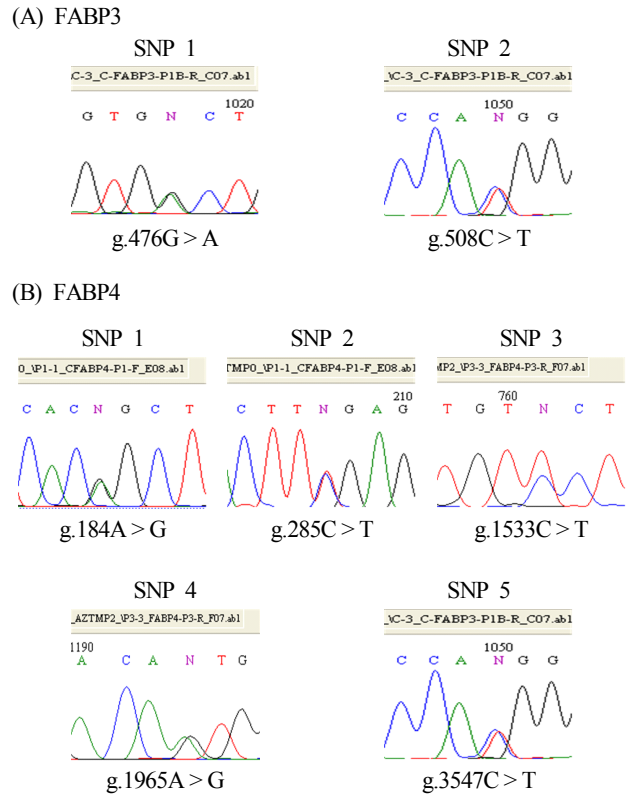 (A) FABP3
SNP 1
.\C-3_C-FABP3-P1B-R_C07.ab1
1020
G T G N C T
g.476G > A
SNP 2
.\C-3_C-FABP3-P1B-R_C07.ab1
1050
C C A N G G
g.508C > T
(B) FABP4
SNP 1
0_\P1-1_CFABP4-P1-F_E08.ab1
C A C N G C T
g.184A > G
SNP 2
TMP0_\P1-1_CFABP4-P1-F_E08.ab1
210
C T T N G A G
g.285C > T
SNP 3
MP2_\P3-3_FABP4-P3-R_F07.ab1
760
T G T N C T
g.1533C > T
SNP 4
_AZTMP2_\P3-3_FABP4-P3-R_F07.ab1
1190
A C A N T G
g.1965A > G
SNP 5
.\C-3_C-FABP3-P1B-R_C07.ab1
1050
C C A N G G
g.3547C > T